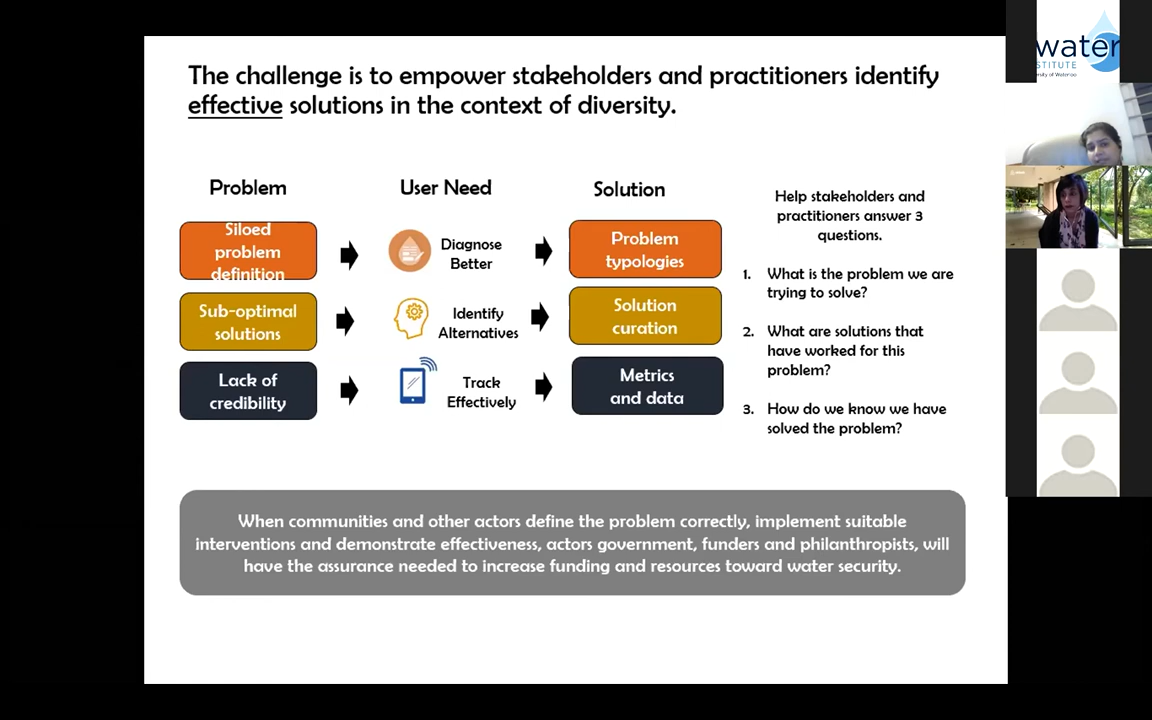 The challenge is to empower stakeholders and practitioners identify
effective solutions in the context of diversity.
Problem
User Need
Solution
Siloed
problem
definition
Diagnose
Better
Problem
typologies
Sub-optimal
solutions
Identify
Alternatives
Solution
curation
Lack of
credibility
Track
Effectively
Metrics
and data
Help stakeholders and
practitioners answer 3
questions.
1. What is the problem we are
trying to solve?
2. What are solutions that
have worked for this
problem?
3. How do we know we have
solved the problem?
When communities and other actors define the problem correctly, implement suitable
interventions and demonstrate effectiveness, actors government, funders and philanthropists, will
have the assurance needed to increase funding and resources toward water security.
water
STITUTE